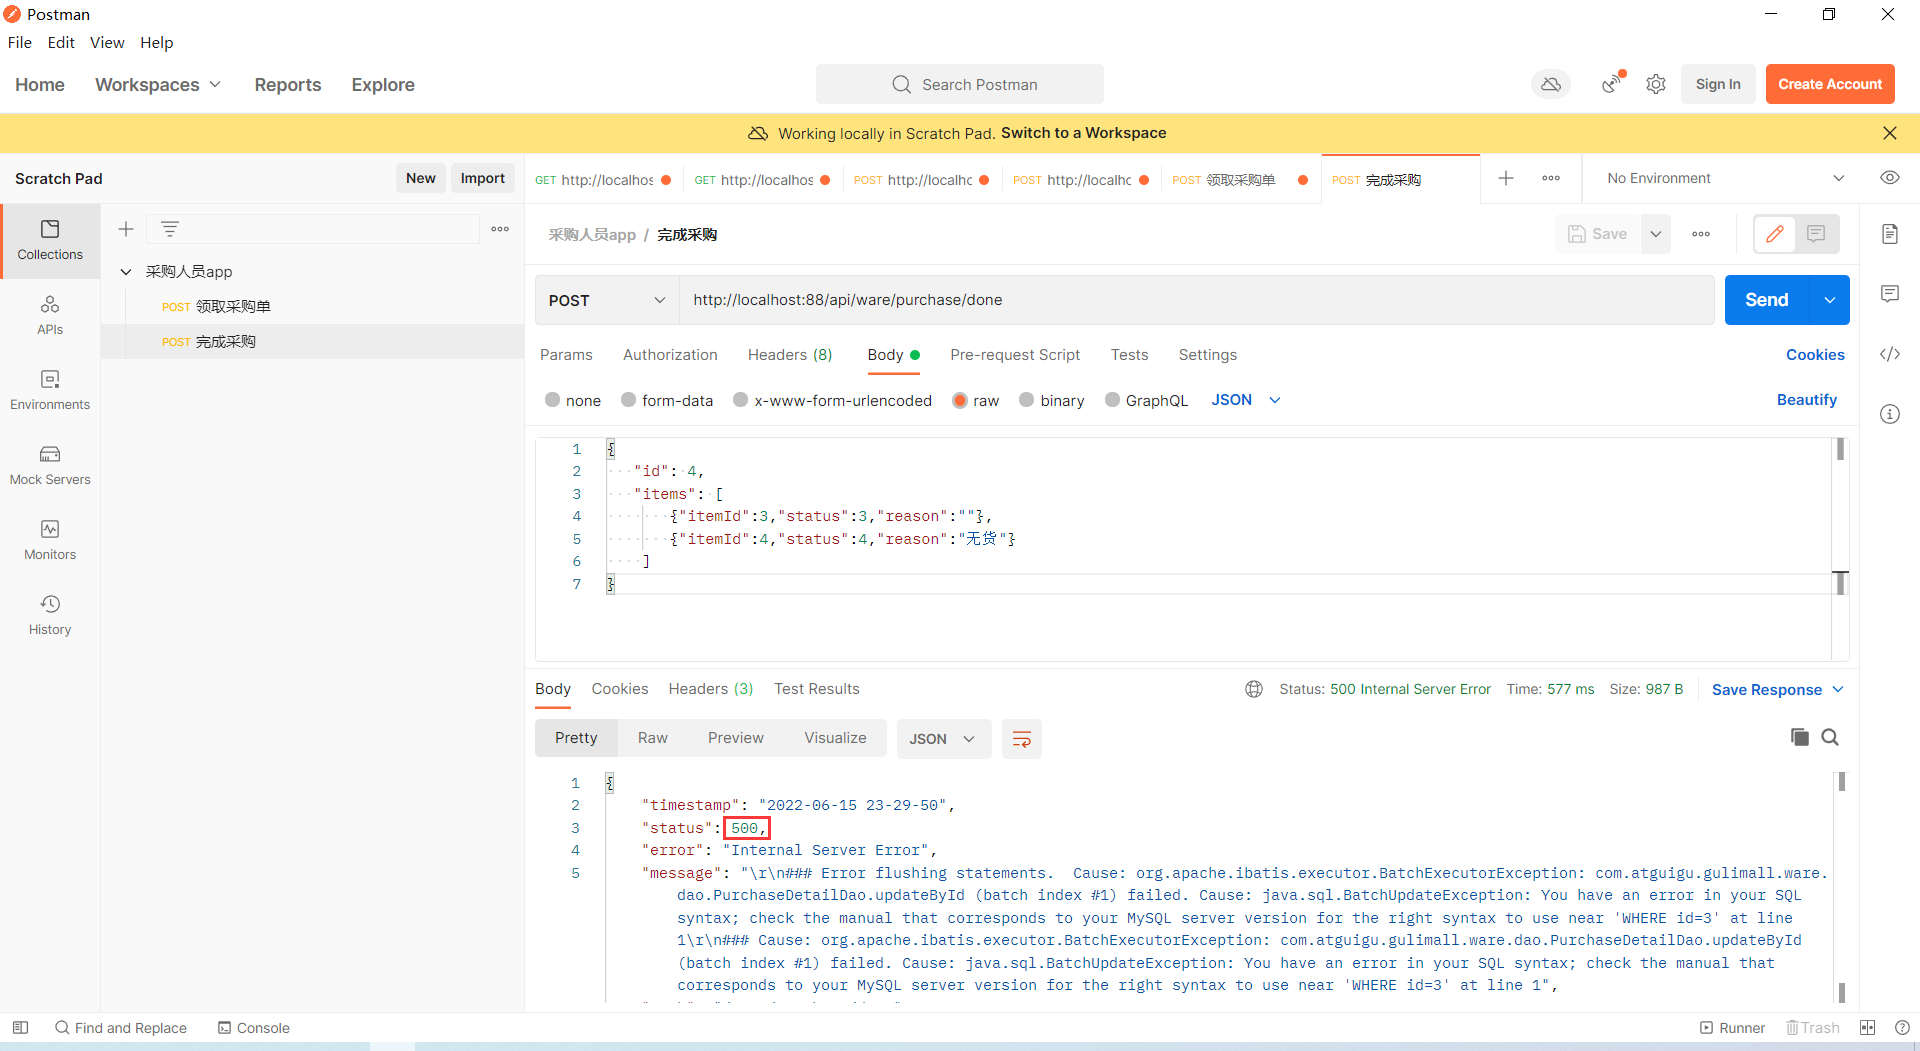 Postman
File Edit View Help
Home Workspaces Reports Explore Search Postman Sign In Create Account
Working locally in Scratch Pad. Switch to a Workspace
Scratch Pad New Import
GET http://localhos GET http://localhos POST http://localhc POST http://localhc POST 领取采购单 POST 完成采购 No Environment
Collections
APIs
Environments
Mock Servers
Monitors
History
采购人员app
POST 领取采购单
POST 完成采购
采购人员app / 完成采购 Save
POST http://localhost:88/api/ware/purchase/done Send
Params Authorization Headers (8) Body Pre-request Script Tests Settings Cookies
none form-data x-www-form-urlencoded raw binary GraphQL JSON Beautify
1 {
2 "id": 4,
3 "items": [
4 {"itemId":3,"status":3,"reason":""},
5 {"itemId":4,"status":4,"reason":"无货"}
6 ]
7 }
Body Cookies Headers (3) Test Results Status: 500 Internal Server Error Time: 577 ms Size: 987 B Save Response
Pretty Raw Preview Visualize JSON
1 {
2 "timestamp": "2022-06-15 23-29-50",
3 "status": 500,
4 "error": "Internal Server Error",
5 "message": "\r\n### Error flushing statements.  Cause: org.apache.ibatis.executor.BatchExecutorException: com.atguigu.gulimall.ware.
dao.PurchaseDetailDao.updateById (batch index #1) failed. Cause: java.sql.BatchUpdateException: You have an error in your SQL
syntax; check the manual that corresponds to your MySQL server version for the right syntax to use near 'WHERE id=3' at line
1\r\n### Cause: org.apache.ibatis.executor.BatchExecutorException: com.atguigu.gulimall.ware.dao.PurchaseDetailDao.updateById
(batch index #1) failed. Cause: java.sql.BatchUpdateException: You have an error in your SQL syntax; check the manual that
corresponds to your MySQL server version for the right syntax to use near 'WHERE id=3' at line 1",
Find and Replace Console Runner Trash